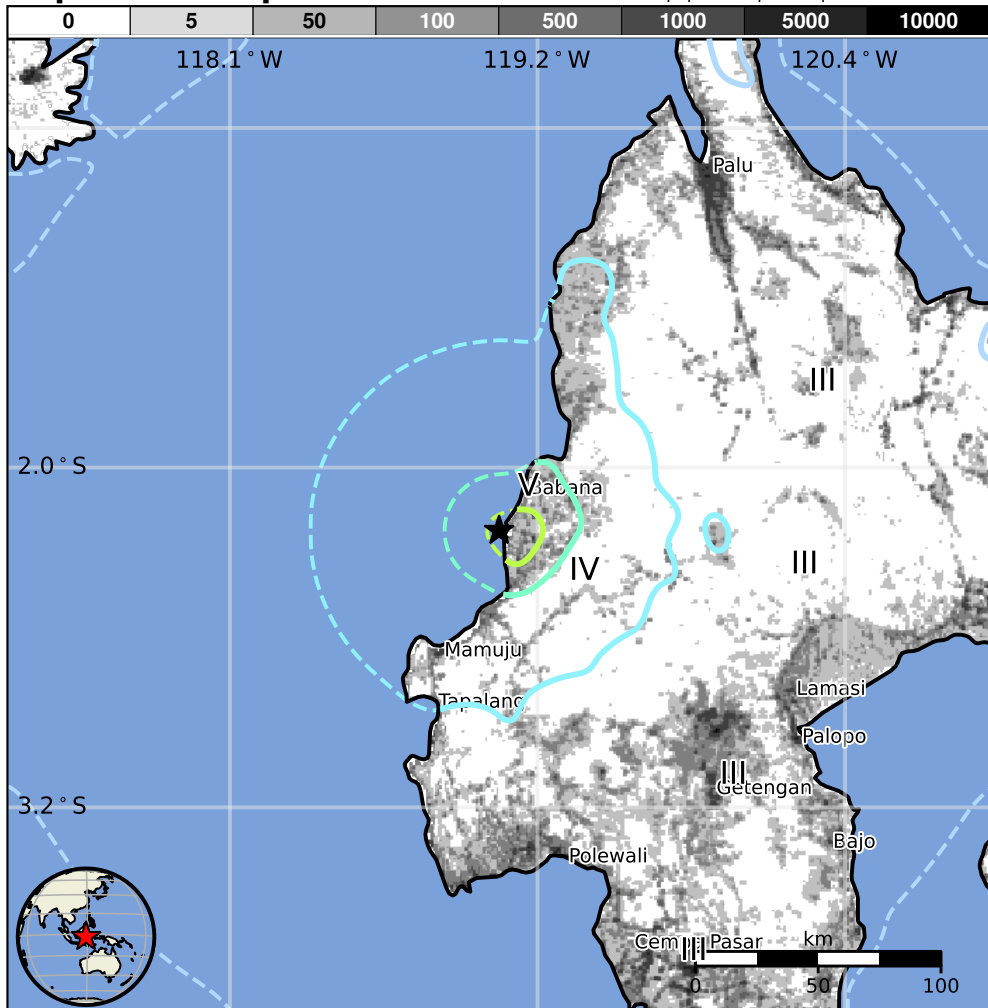 0 5 50 100 500 1000 5000 10000
118.1°W 119.2°W 120.4°W
Palu
III
2.0°S
V
Babana
IV
III
Mamuju
Lamasi
Tapalang
Palopo
III
Getengan
3.2°S
Bajo
Polewali
Pasar
km
III
0 50 100